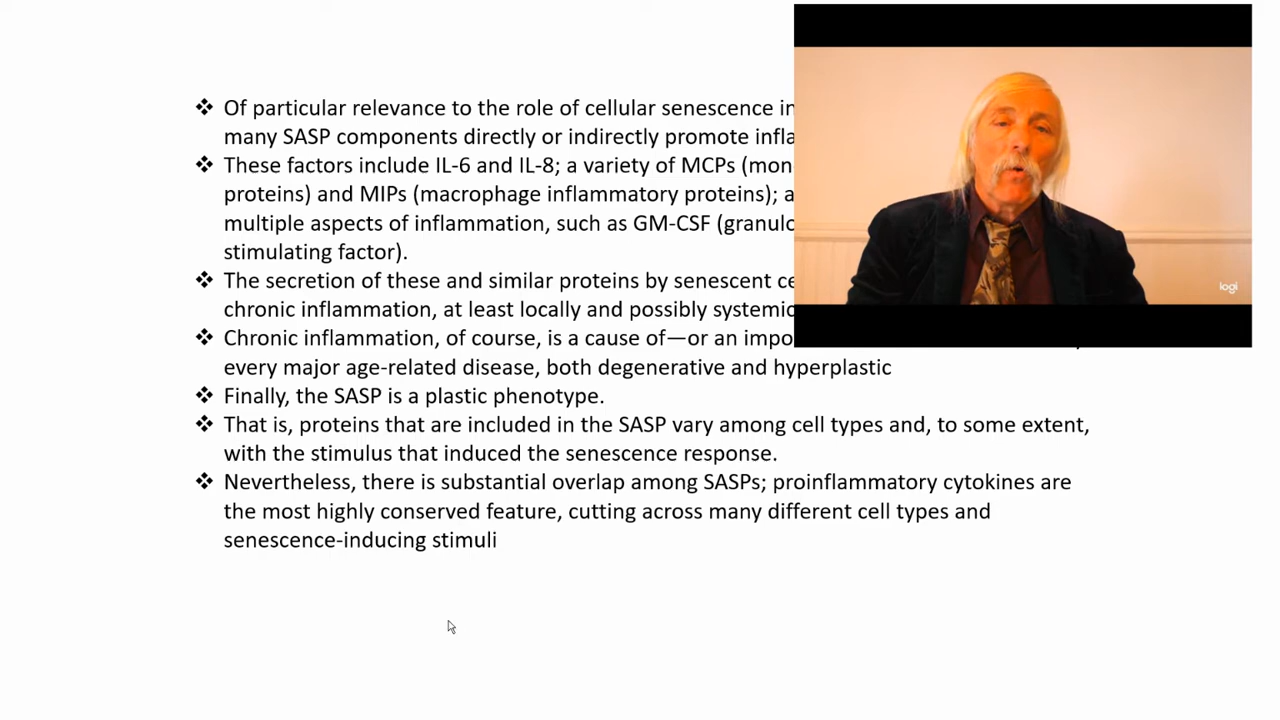 ❖ Of particular relevance to the role of cellular senescence in
many SASP components directly or indirectly promote infla
❖ These factors include IL-6 and IL-8; a variety of MCPs (mon
proteins) and MIPs (macrophage inflammatory proteins); a
multiple aspects of inflammation, such as GM-CSF (granulo
stimulating factor).
❖ The secretion of these and similar proteins by senescent ce
chronic inflammation, at least locally and possibly systemic
❖ Chronic inflammation, of course, is a cause of—or an impo
every major age-related disease, both degenerative and hyperplastic
❖ Finally, the SASP is a plastic phenotype.
❖ That is, proteins that are included in the SASP vary among cell types and, to some extent,
with the stimulus that induced the senescence response.
❖ Nevertheless, there is substantial overlap among SASPs; proinflammatory cytokines are
the most highly conserved feature, cutting across many different cell types and
senescence-inducing stimuli
logi